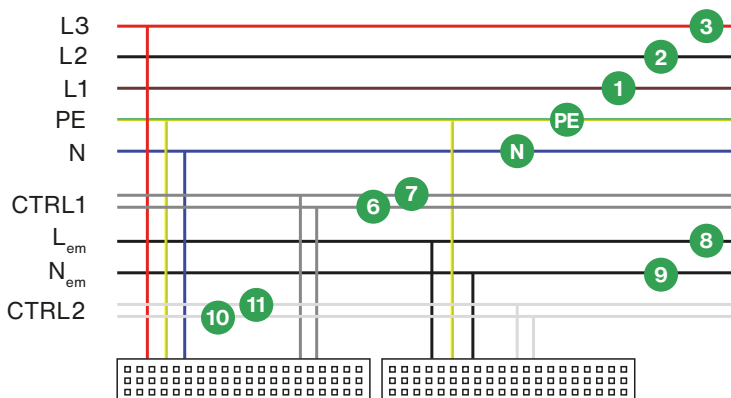 L3 3
L2 2
L1 1
PE PE
N N
7
CTRL1 6
Lem 8
Nem 9
11
CTRL2 10